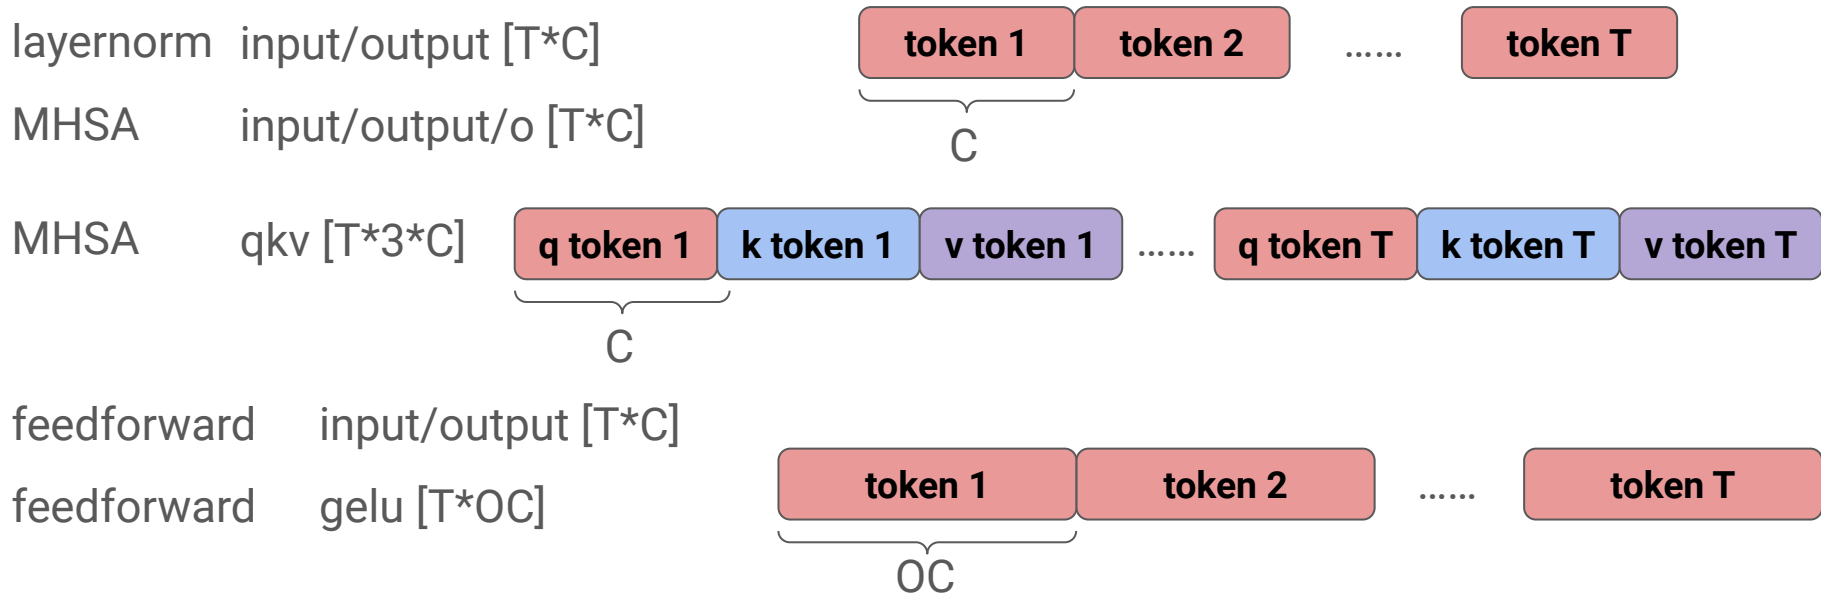 layernorm input/output [T*C] token 1 token 2 ...... token T
MHSA input/output/o [T*C]
C
MHSA qkv [T*3*C] q token 1 k token 1 v token 1 ...... q token T k token T v token T
C
feedforward input/output [T*C]
token 1 token 2 ...... token T
feedforward gelu [T*OC]
OC